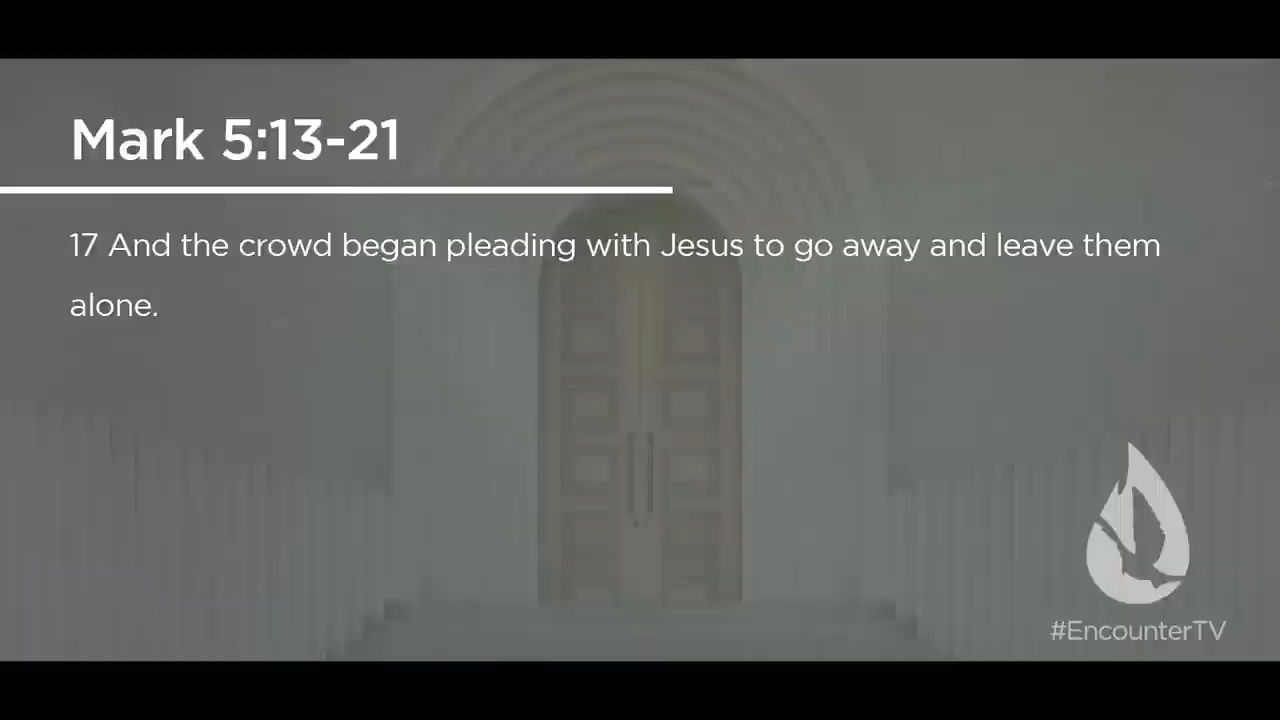 Mark 5:13-21
17 And the crowd began pleading with Jesus to go away and leave them
alone.
#EncounterTV